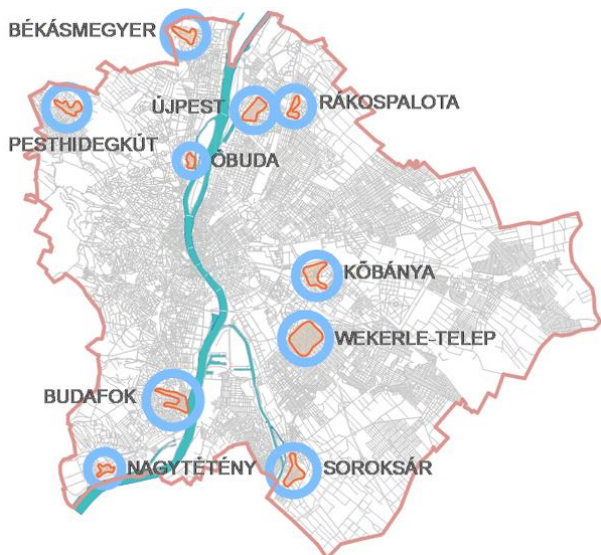 BÉKÁSMEGYER
ÚJPEST
RÁKOSPALOTA
PESTHIDEGKÚT
ÓBUDA
KŐBÁNYA
WEKERLE-TELEP
BUDAFOK
NAGYTÉTÉNY
SOROKSÁR